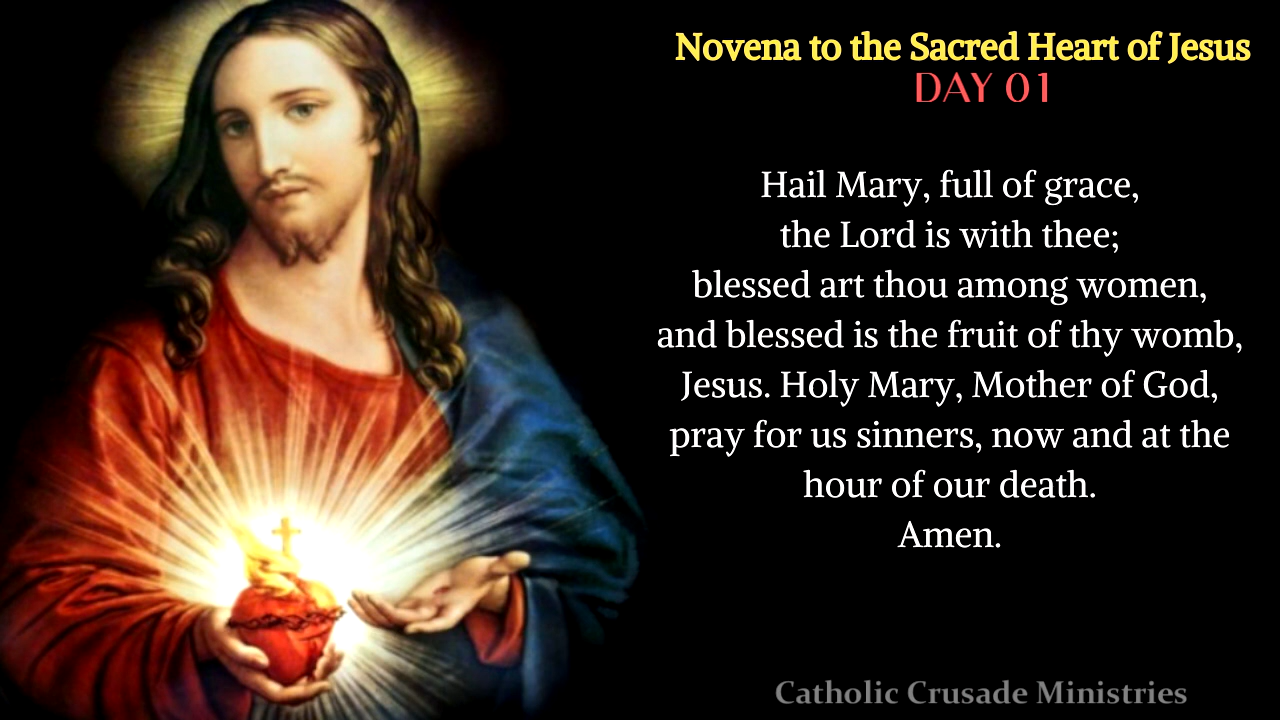 Novena to the Sacred Heart of Jesus
DAY 01
Hail Mary, full of grace,
the Lord is with thee;
blessed art thou among women,
and blessed is the fruit of thy womb,
Jesus. Holy Mary, Mother of God,
pray for us sinners, now and at the
hour of our death.
Amen.
Catholic Crusade Ministries